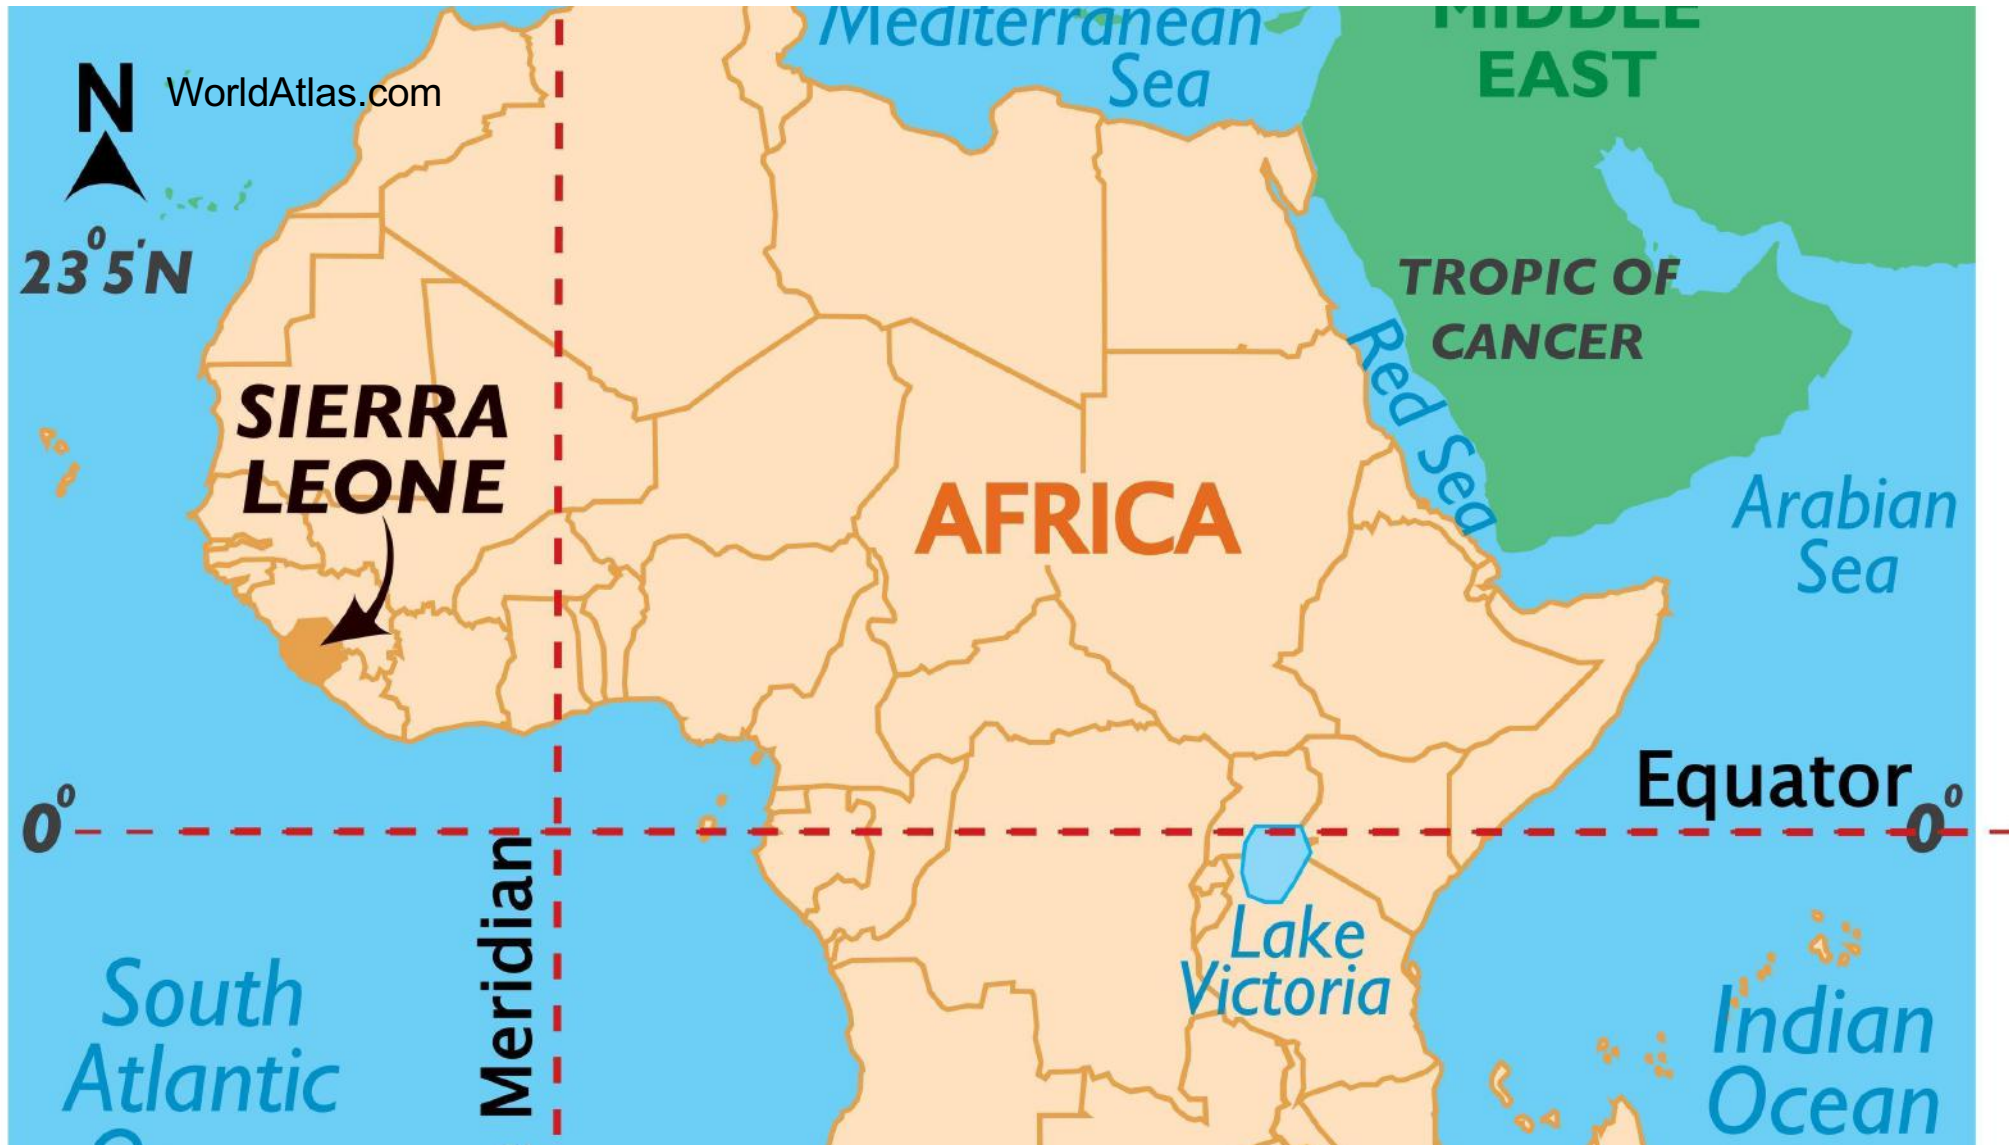 Mediterranean
Sea
MIDDLE
EAST
N
WorldAtlas.com
23°5'N
TROPIC OF
CANCER
Red Sea
SIERRA
LEONE
AFRICA
Arabian
Sea
Equator
0°
0°
Meridian
Lake
Victoria
South
Atlantic
Indian
Ocean